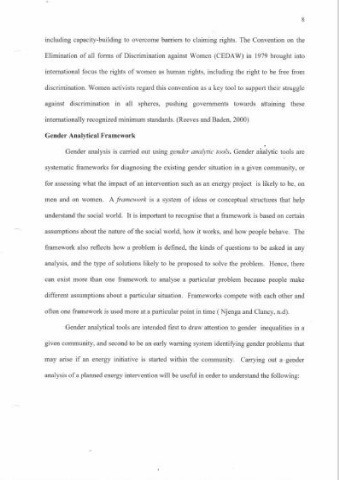 8
including capacity-building to overcome barriers to claiming rights. The Convention on the
Elimination of all forms of Discrimination against Women (CEDAW) in 1979 brought into
international focus the rights of women as human rights, including the right to be free from
discrimination. Women activists regard this convention as a key tool to support their struggle
against discrimination in all spheres, pushing governments towards attaining these
internationally recognized minimum standards. (Reeves and Baden, 2000)
Gender Analytical Framework
Gender analysis is carried out using gender analytic tools. Gender analytic tools are
systematic frameworks for diagnosing the existing gender situation in a given community, or
for assessing what the impact of an intervention such as an energy project is likely to be, on
men and on women. A framework is a system of ideas or conceptual structures that help
understand the social world. It is important to recognise that a framework is based on certain
assumptions about the nature of the social world, how it works, and how people behave. The
framework also reflects how a problem is defined, the kinds of questions to be asked in any
analysis, and the type of solutions likely to be proposed to solve the problem. Hence, there
can exist more than one framework to analyse a particular problem because people make
different assumptions about a particular situation. Frameworks compete with each other and
often one framework is used more at a particular point in time ( Njenga and Clancy, n.d).
Gender analytical tools are intended first to draw attention to gender inequalities in a
given community, and second to be an early warning system identifying gender problems that
may arise if an energy initiative is started within the community. Carrying out a gender
analysis of a planned energy intervention will be useful in order to understand the following: